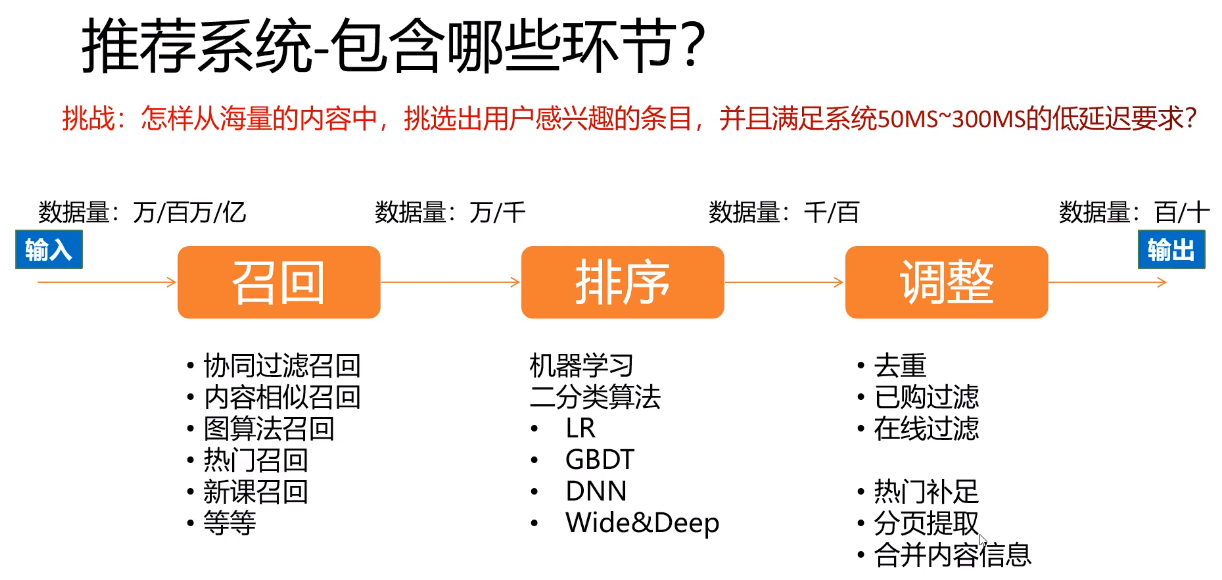 推荐系统-包含哪些环节？
挑战：怎样从海量的内容中，挑选出用户感兴趣的条目，并且满足系统50MS~300MS的低延迟要求？
数据量：万/百万/亿
数据量：万/千
数据量：千/百
数据量：百/十
输入
输出
召回
排序
调整
• 协同过滤召回
• 内容相似召回
• 图算法召回
• 热门召回
• 新课召回
• 等等
机器学习
二分类算法
• LR
• GBDT
• DNN
• Wide&Deep
• 去重
• 已购过滤
• 在线过滤
• 热门补足
• 分页提取
• 合并内容信息